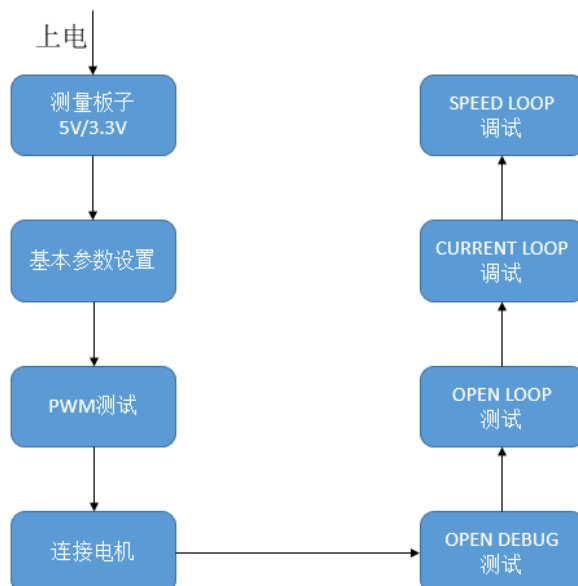 上电
测量板子
5V/3.3V
基本参数设置
PWM测试
连接电机
OPEN DEBUG
测试
OPEN LOOP
测试
CURRENT LOOP
调试
SPEED LOOP
调试